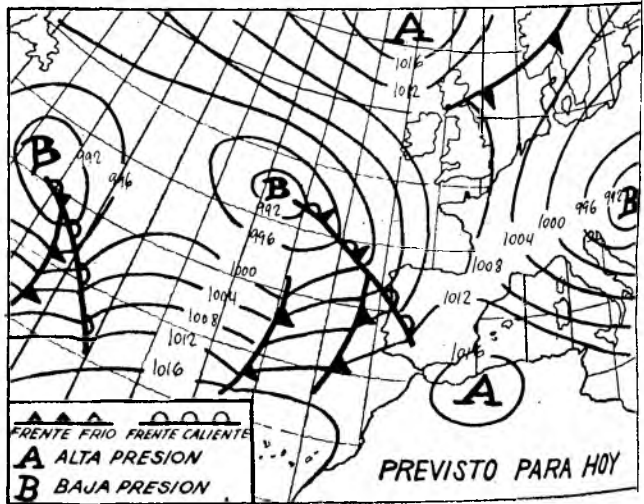 A
1016
1012
B
992
996
B
992
996
1000
1004
1008
1012
1016
B
992
996
1000
1004
1008
1012
1016
A
FRENTE FRIO FRENTE CALIENTE
A ALTA PRESION
B BAJA PRESION
PREVISTO PARA HOY